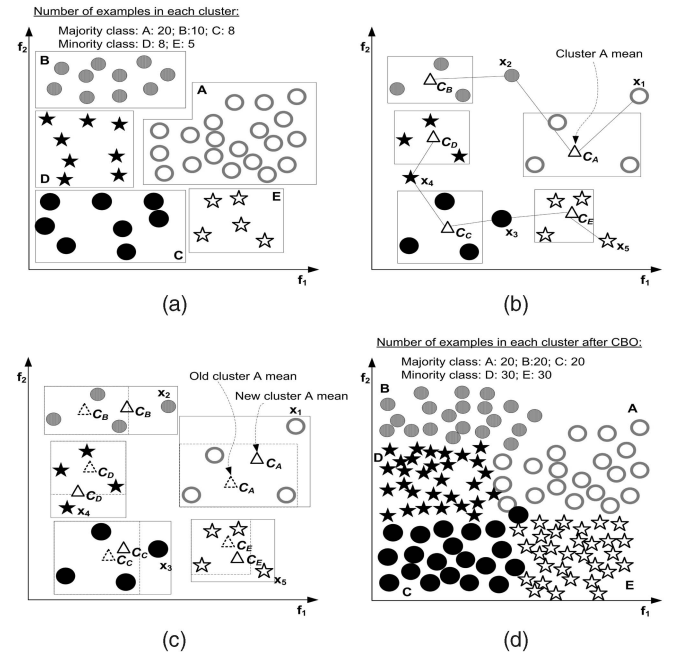 Number of examples in each cluster:
Majority class: A: 20; B:10; C: 8
Minority class: D: 8; E: 5
f2
B
A
D
E
C
f1
(a)
f2
x2
Cluster A mean
x1
CB
CA
CD
x4
CC
x3
CE
x5
f1
(b)
f2
Old cluster A mean
New cluster A mean
x2
x1
CB
CB
CA
CA
CD
CD
x4
CC
CC
x3
CE
CE
x5
f1
(c)
Number of examples in each cluster after CBO:
Majority class: A: 20; B:20; C: 20
Minority class: D: 30; E: 30
f2
B
A
D
C
E
f1
(d)